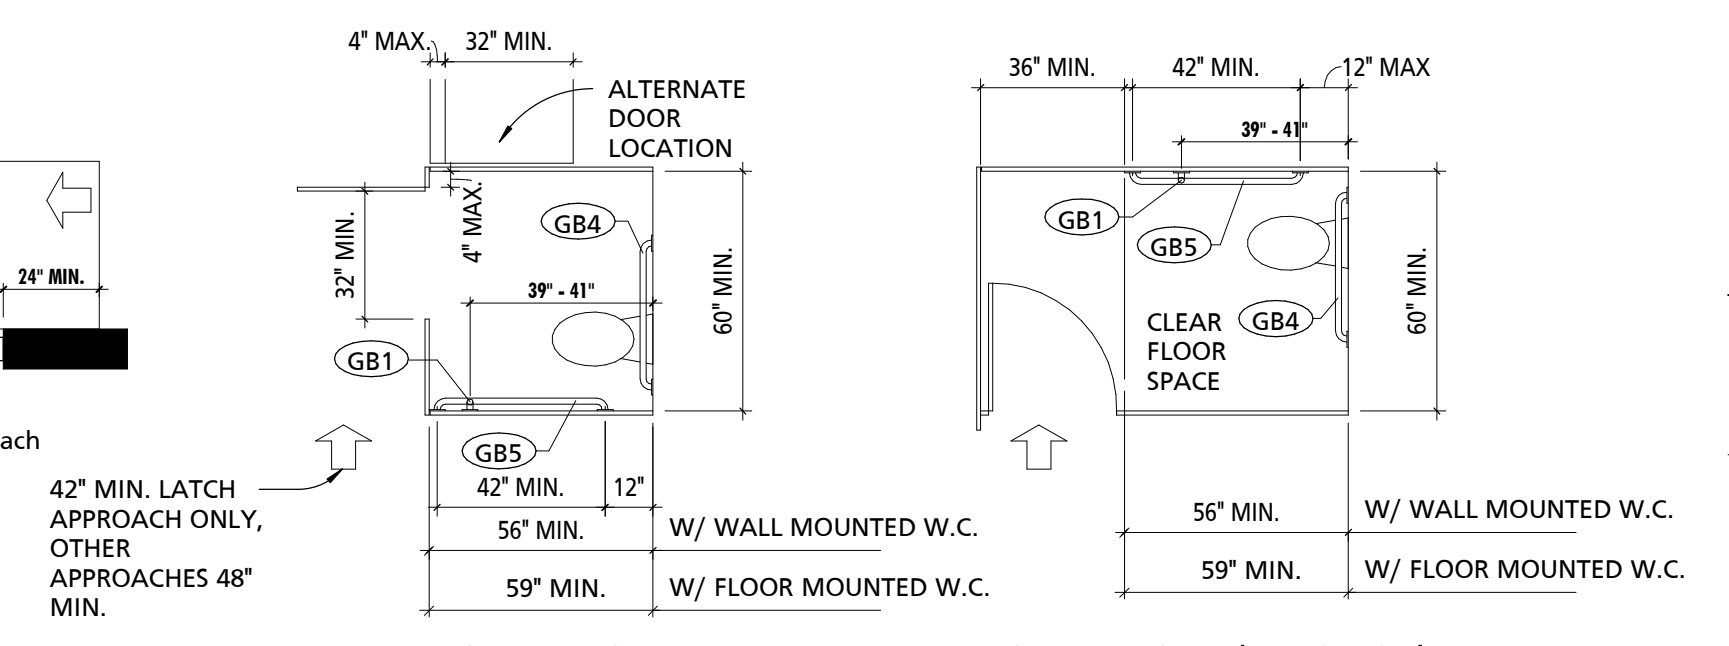 4" MAX.
32" MIN.
ALTERNATE
DOOR
LOCATION
4" MAX.
32" MIN.
GB4
39" - 41"
60" MIN.
GB1
GB5
42" MIN.
12"
56" MIN.
W/ WALL MOUNTED W.C.
59" MIN.
W/ FLOOR MOUNTED W.C.
24" MIN.
ach
42" MIN. LATCH
APPROACH ONLY,
OTHER
APPROACHES 48"
MIN.
36" MIN.
42" MIN.
12" MAX
39" - 41"
GB1
GB5
GB4
60" MIN.
CLEAR
FLOOR
SPACE
56" MIN.
W/ WALL MOUNTED W.C.
59" MIN.
W/ FLOOR MOUNTED W.C.